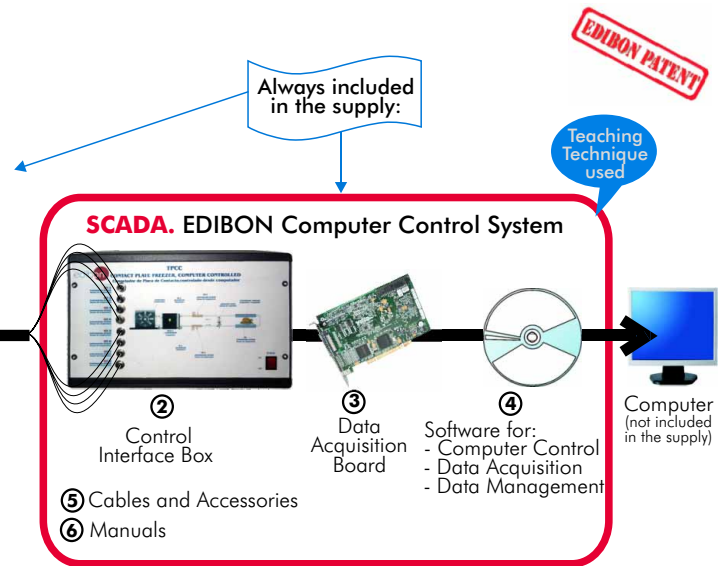 EDIBON PATENT
Always included
in the supply:
Teaching
Technique
used
SCADA. EDIBON Computer Control System
TPCC
CONTACT PLATE FREEZER, COMPUTER CONTROLLED
2
Control
Interface Box
3
Data
Acquisition
Board
4
Software for:
- Computer Control
- Data Acquisition
- Data Management
Computer
(not included
in the supply)
5 Cables and Accessories
6 Manuals